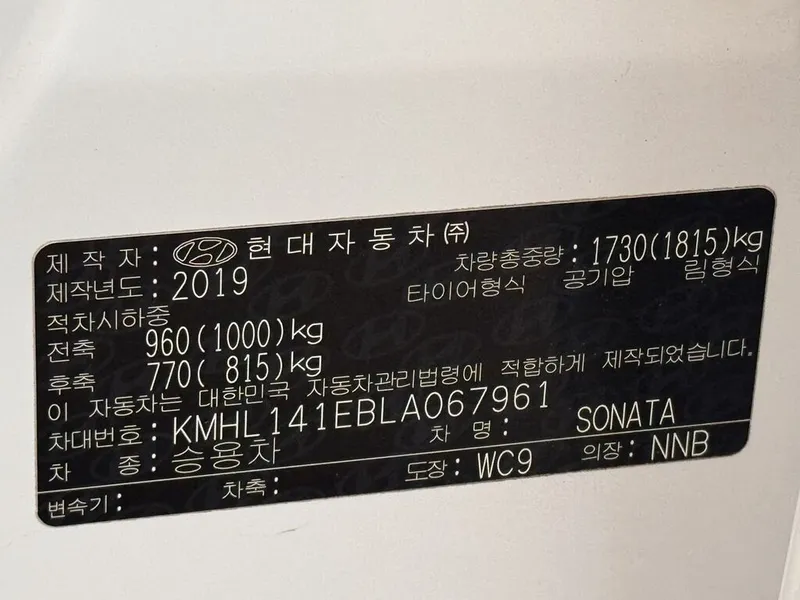 제 작 자 : 현대자동차(주)
제작년도 : 2019 차량총중량 : 1730(1815)kg
적차시하중 타이어형식 공기압 림형식
전축 960(1000)kg
후축 770( 815)kg
이 자동차는 대한민국 자동차관리법령에 적합하게 제작되었습니다.
차대번호 : KMHL141EBLA067961
차 종 : 승용차 차 명 : SONATA
변속기 : 차축 : 도장 : WC9 의장 : NNB